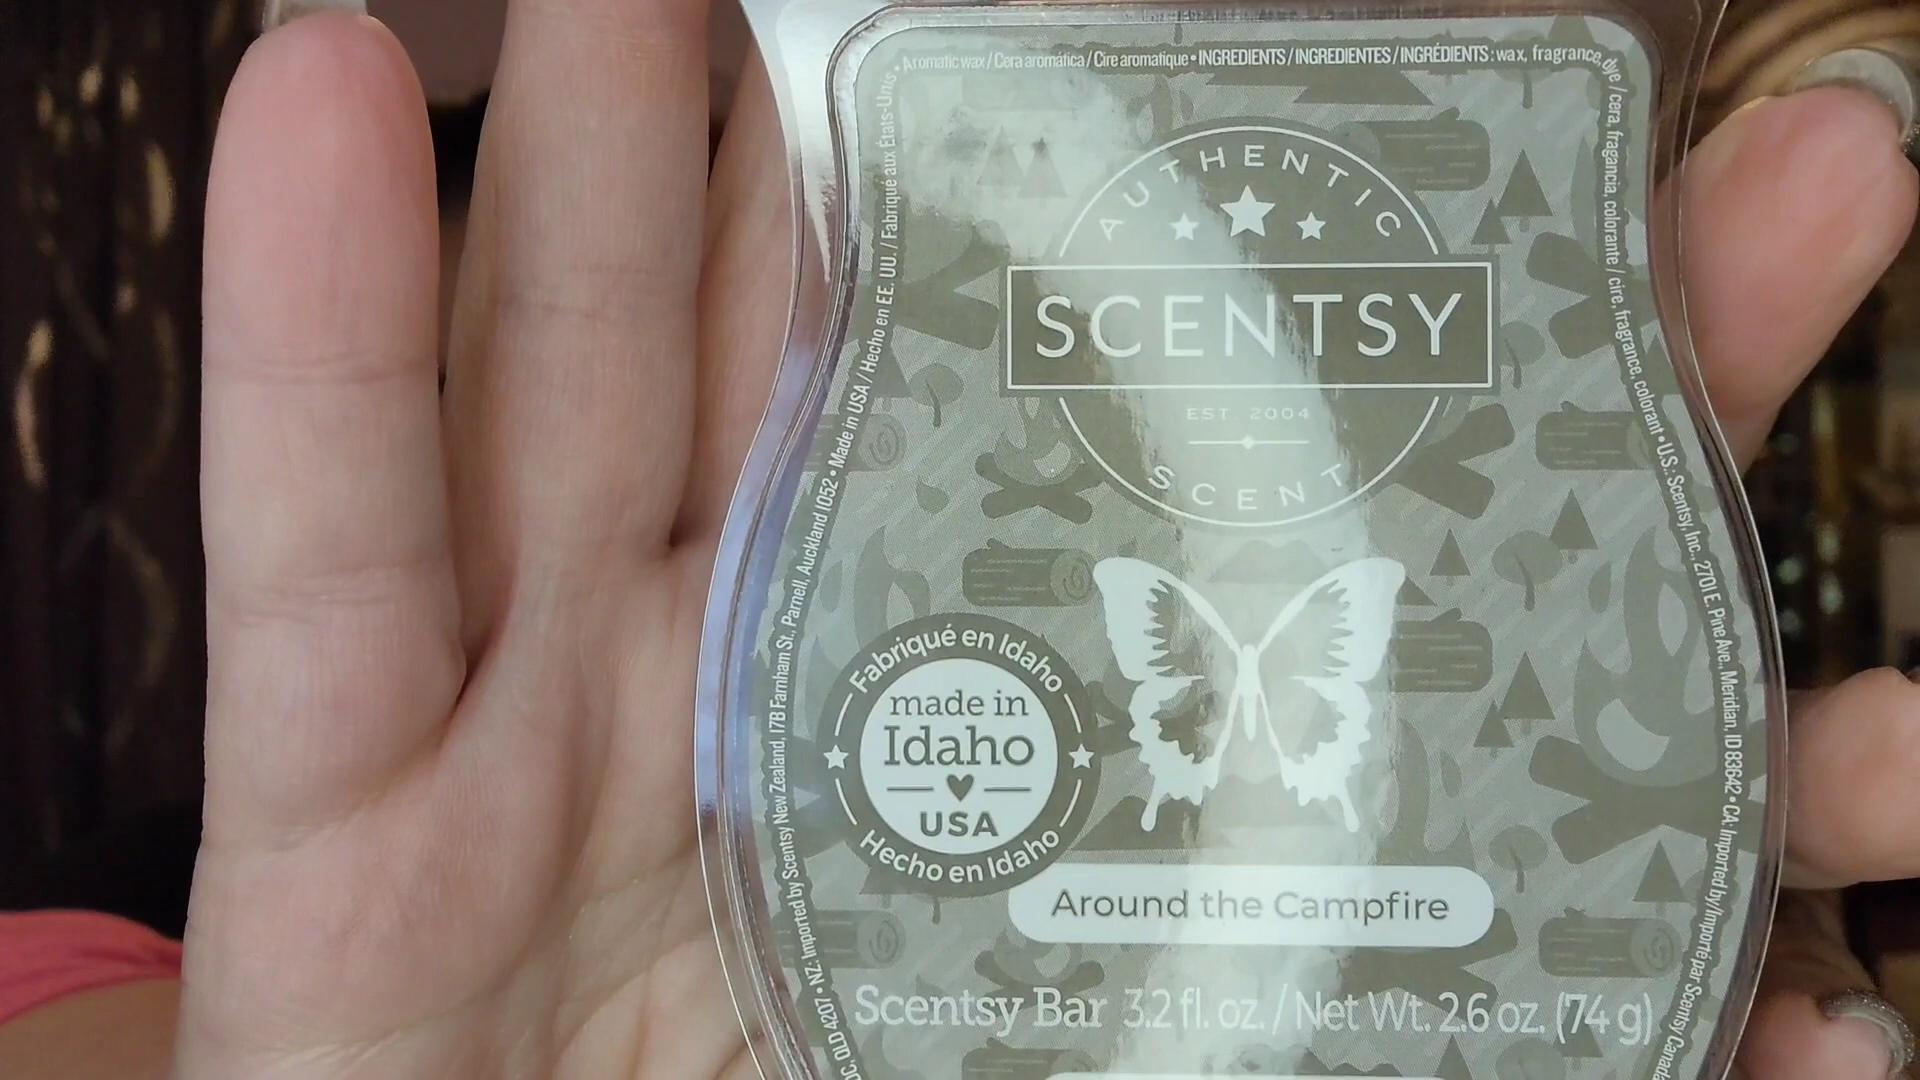 Aromatic wax / Cera aromática / Cire aromatique • INGREDIENTS / INGREDIENTES / INGRÉDIENTS : wax, fragrance, dye / cera, fragancia, colorante / cire, fragrance, colorant • U.S.: Scentsy Inc., 2701 E. Pine Ave., Meridian, ID 83642 • CA: Imported by/Importé par Scentsy Canada
QLD 4207 • NZ: Imported by Scentsy New Zealand, 17B Farnham St., Parnell, Auckland 1052 • Made in USA / Hecho en EE. UU. / Fabriqué aux États-Unis •
AUTHENTIC
SCENTSY
EST. 2004
SCENT
Fabriqué en Idaho
made in
Idaho
USA
Hecho en Idaho
Around the Campfire
Scentsy Bar 3.2 fl. oz. / Net Wt. 2.6 oz. (74 g)